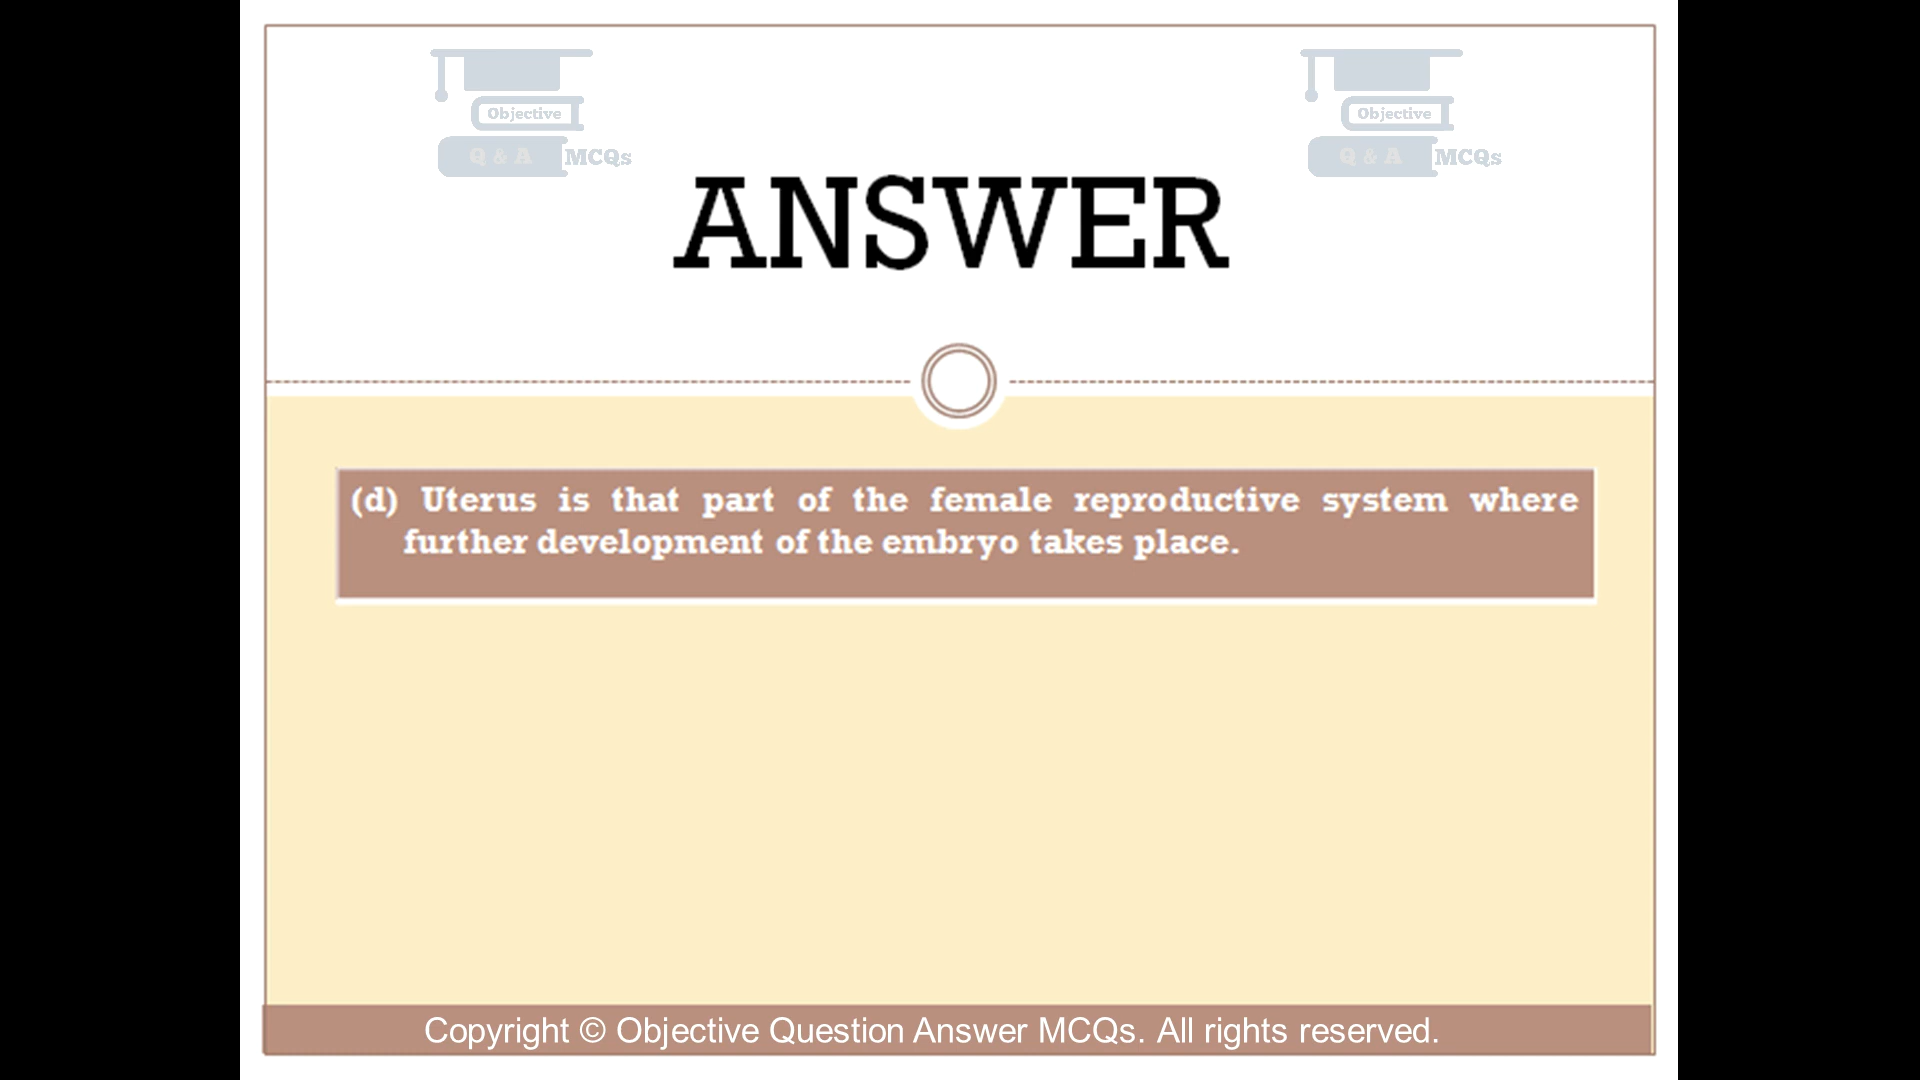 Objective
Q & A MCQs
Objective
Q & A MCQs
ANSWER
(d) Uterus is that part of the female reproductive system where
further development of the embryo takes place.
Copyright © Objective Question Answer MCQs. All rights reserved.